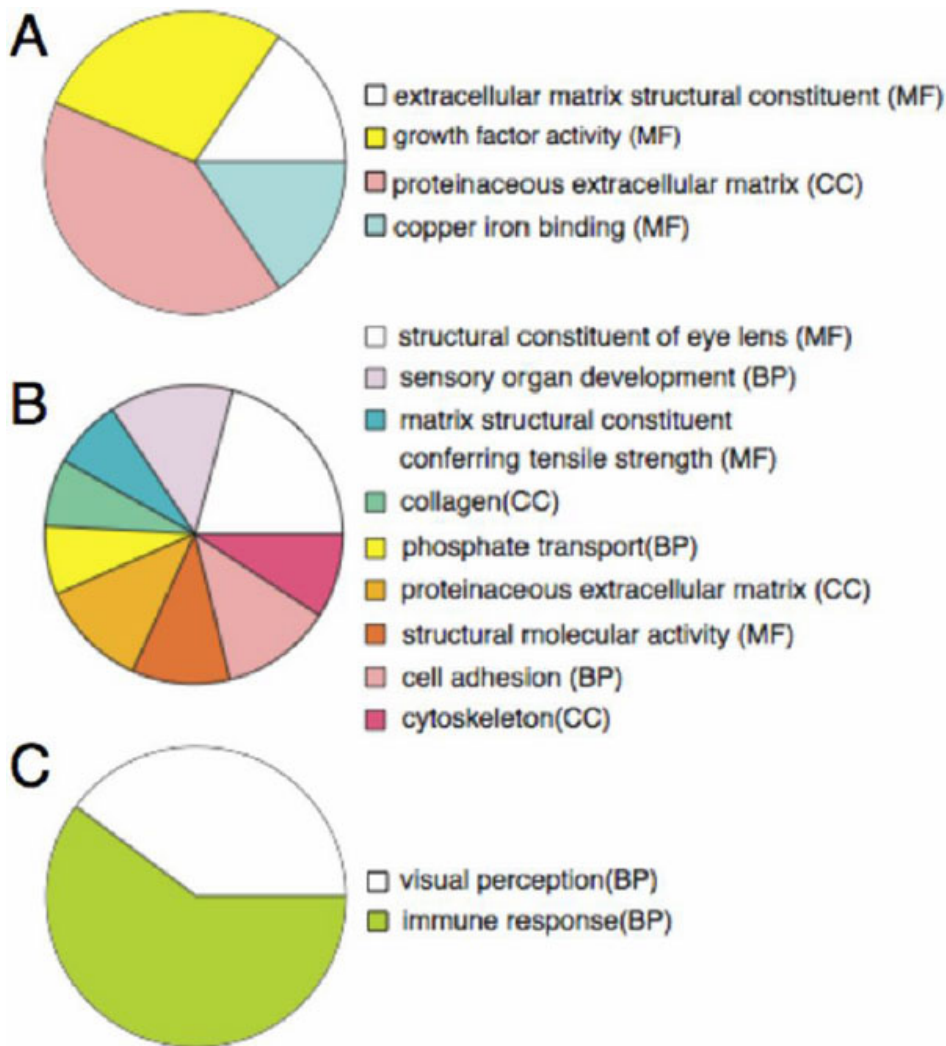 A
extracellular matrix structural constituent (MF)
growth factor activity (MF)
proteinaceous extracellular matrix (CC)
copper iron binding (MF)
B
structural constituent of eye lens (MF)
sensory organ development (BP)
matrix structural constituent
conferring tensile strength (MF)
collagen(CC)
phosphate transport(BP)
proteinaceous extracellular matrix (CC)
structural molecular activity (MF)
cell adhesion (BP)
cytoskeleton(CC)
C
visual perception(BP)
immune response(BP)